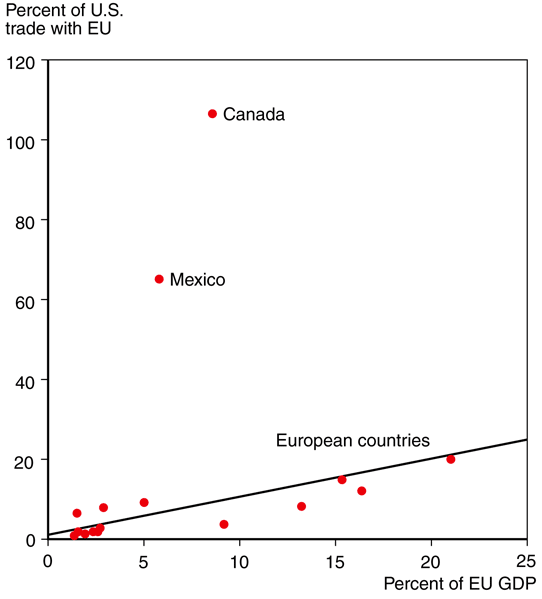 Percent of U.S.
trade with EU
120
100
80
60
40
20
0
Canada
Mexico
European countries
0 5 10 15 20 25
Percent of EU GDP